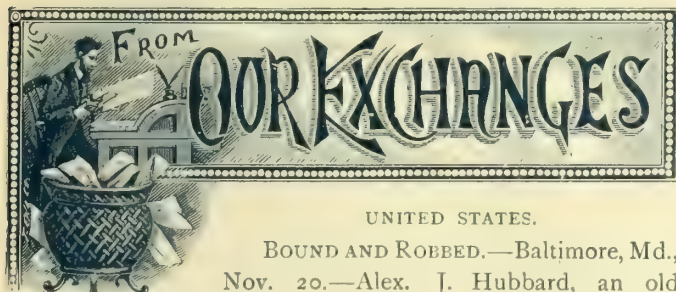 FROM
OUR EXCHANGES
UNITED STATES.
BOUND AND ROBBED.—Baltimore, Md.,
Nov. 20.—Alex. J. Hubbard, an old